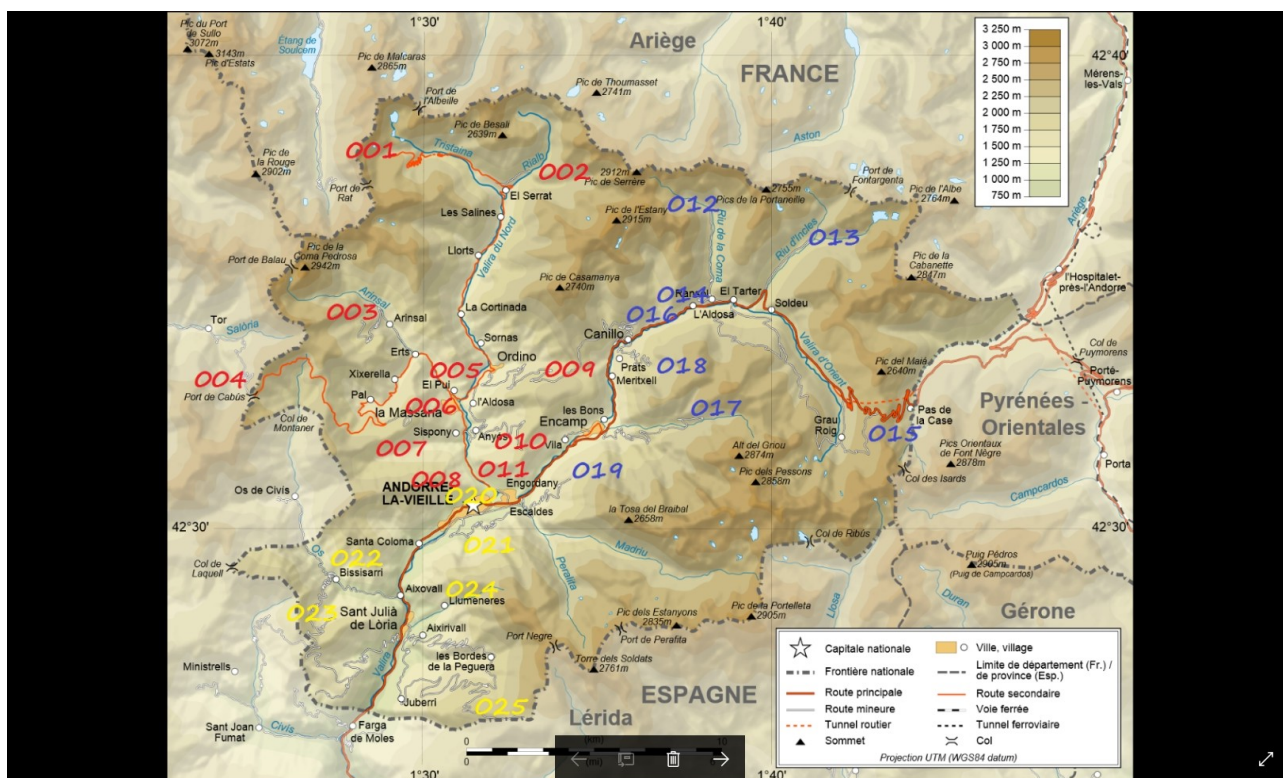 1°30'
1°40'
Pic du Port
de Sullo
3072m
3143m
Pic d'Estats
Étang de
Soulcem
Pic de Malcaras
2865m
Ariège
FRANCE
3 250 m
3 000 m
2 750 m
2 500 m
2 250 m
2 000 m
1 750 m
1 500 m
1 250 m
1 000 m
750 m
42°40'
Mérens-
les-Vals
Port de
l'Albeille
Pic de Thoumasset
2741m
Pic de Besali
2639m
Aston
Ariège
001
Tristaina
Rialb
002
Pic de
la Rouge
2902m
Port de
Rat
El Serrat
2912m
Pic de Serrère
2755m
Pics de la Portaneille
Port de
Fontargenta
Pic de l'Albe
2764m
Les Salines
Pic de l'Estany
2915m
012
Riu de la Coma
Riu d'Incles
013
Llorts
Valira du Nord
Port de Balau
Pic de la
Coma Pedrosa
2942m
Pic de Casamanya
2740m
Pic de la
Cabanette
2847m
l'Hospitalet-
près-l'Andorre
Arinsal
003
Arinsal
La Cortinada
Ransol
014
El Tarter
L'Aldosa
Soldeu
016
Tor
Salória
Sornas
Ordino
Canillo
Valira d'Orient
Erts
Prats
Meritxell
018
Col de
Puymorens
Porté-
Puymorens
004
Port de Cabús
Xixerella
005
El Pui
009
Pic del Maià
2640m
Pal
la Massana
006
l'Aldosa
les Bons
Encamp
017
Pas de
la Case
Pyrénées -
Orientales
Col de
Montaner
Sispony
Anyós
010
Vila
Grau
Roig
015
007
Alt del Griou
2874m
Pics Orientaux
de Font Nègre
2878m
Porta
008
011
019
Pic dels Pessons
2858m
Col des Isards
ANDORRE-
LA-VIEILLE
020
Engordany
Escaldes
Campcardos
Os de Civís
la Tosa del Braibal
2658m
42°30'
42°30'
Santa Coloma
021
Col de Ribús
Col de
Laquell
Os
022
Bissisarri
Madriu
Peralita
Puig Pédros
2905m
(Puig de Campcardos)
Aixovall
024
Llumeneres
Llosa
Duran
023
Sant Julià
de Lòria
Pic dels Estanyons
2835m
Pic de la Portelleta
2905m
Gérone
Aixirivall
Port Negre
Port de Perafita
Ministrells
Valira
les Bordes
de la Peguera
Torre dels Soldats
2761m
ESPAGNE
Juberri
025
Lérida
Sant Joan
Fumat
Civís
Farga
de Moles
Capitale nationale
Ville, village
Frontière nationale
Limite de département (Fr.) /
de province (Esp.)
Route principale
Route secondaire
Route mineure
Voie ferrée
Tunnel routier
Tunnel ferroviaire
Sommet
Col
Projection UTM (WGS84 datum)
0
(km)
10
0
(mi)
1°30'
1°40'